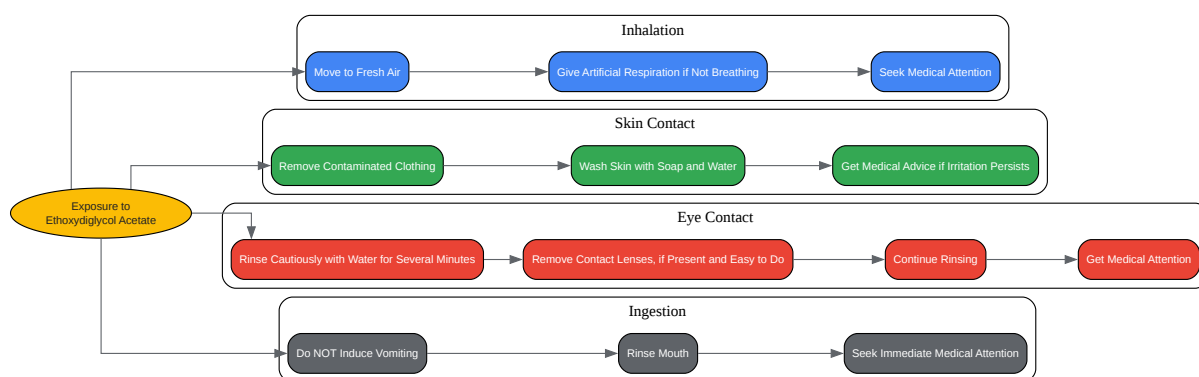 Inhalation
Move to Fresh Air
Give Artificial Respiration if Not Breathing
Seek Medical Attention
Skin Contact
Remove Contaminated Clothing
Wash Skin with Soap and Water
Get Medical Advice if Irritation Persists
Exposure to
Ethoxydiglycol Acetate
Eye Contact
Rinse Cautiously with Water for Several Minutes
Remove Contact Lenses, if Present and Easy to Do
Continue Rinsing
Get Medical Attention
Ingestion
Do NOT Induce Vomiting
Rinse Mouth
Seek Immediate Medical Attention